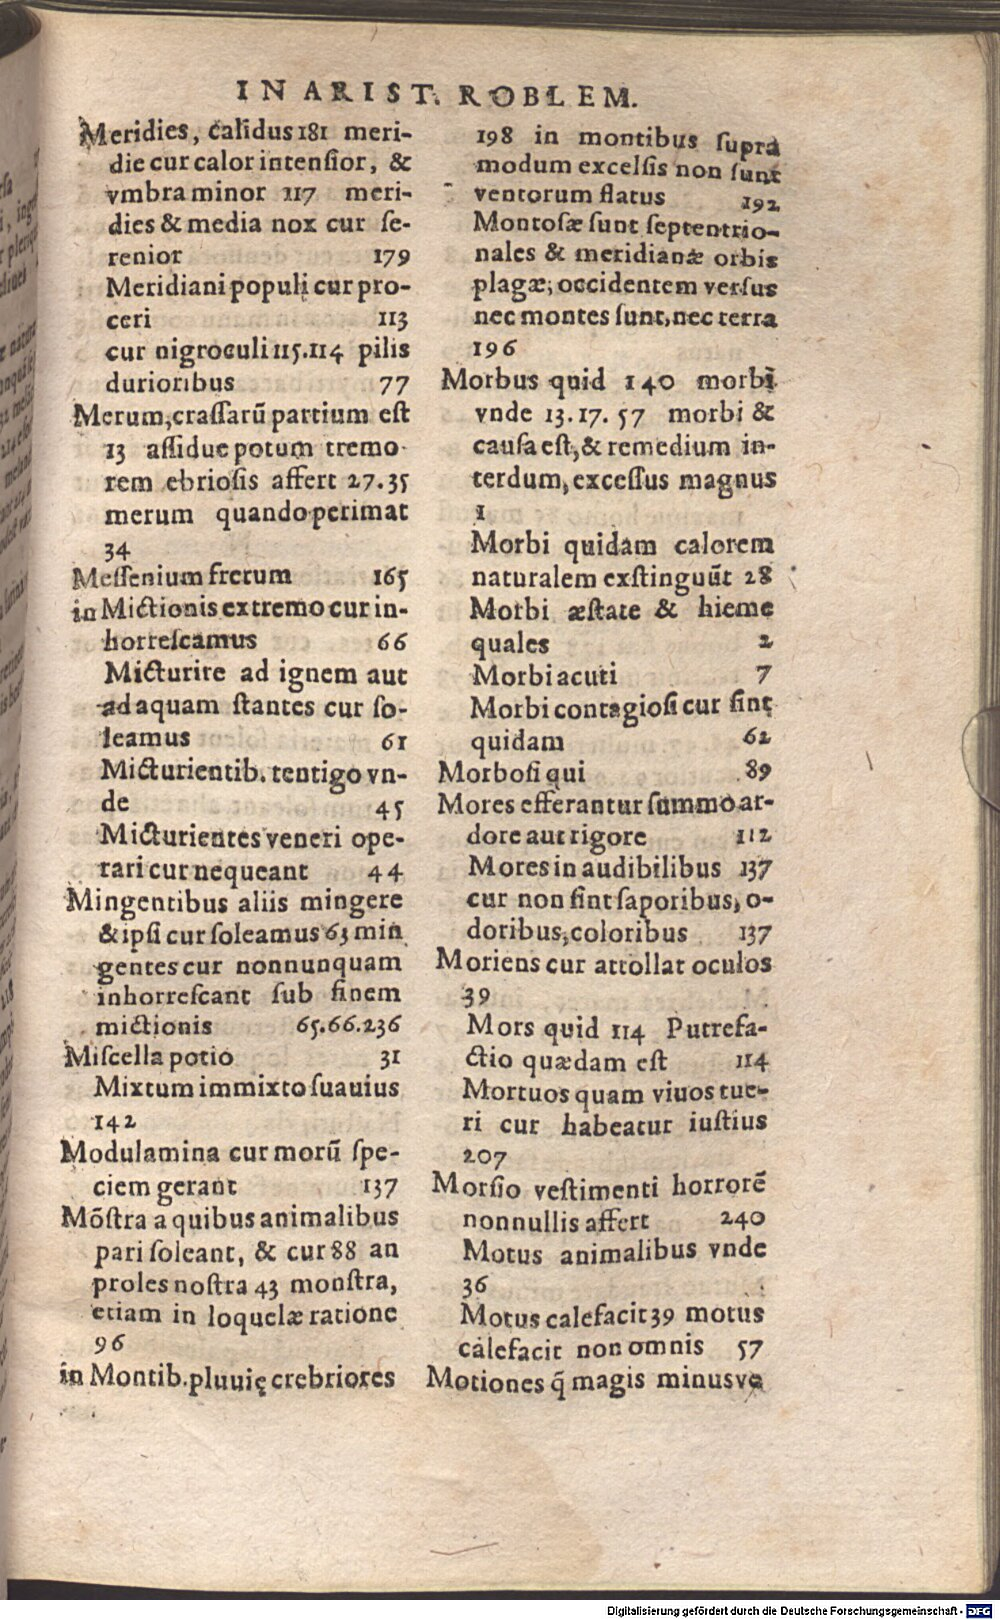 IN ARIST. ROBLEM.
Meridies, calidus 181 meri-
die cur calor intensior, &
vmbra minor 117 meri-
dies & media nox cur se-
renior 179
Meridiani populi cur pro-
ceri 113
cur nigroculi 115.114 pilis
durioribus 77
Merum, crassarũ partium est
13 assidue potum tremo
rem ebriosis affert 27.35
merum quando perimat
34
Messenium fretum 165
in Mictionis extremo cur in-
horrescamus 66
Micturire ad ignem aut
ad aquam stantes cur so-
leamus 61
Micturientib. tentigo vn-
de 45
Micturientes veneri ope-
rari cur nequeant 44
Mingentibus aliis mingere
& ipsi cur soleamus 63 min
gentes cur nonnunquam
inhorrescant sub finem
mictionis 65.66.236
Miscella potio 31
Mixtum immixto suauius
142
Modulamina cur morũ spe-
ciem gerant 137
Mõstra a quibus animalibus
pari soleant, & cur 88 an
proles nostra 43 monstra,
etiam in loquelæ ratione
96
in Montib. pluuię crebriores
198 in montibus supra
modum excelsis non sunt
ventorum flatus 192
Montosæ sunt septentrio-
nales & meridianæ orbis
plagæ; occidentem versus
nec montes sunt, nec terra
196
Morbus quid 140 morbi
vnde 13.17.57 morbi &
causa est, & remedium in-
terdum, excessus magnus
1
Morbi quidam calorem
naturalem exstinguũt 28
Morbi æstate & hieme
quales 2
Morbi acuti 7
Morbi contagiosi cur sint
quidam 62
Morbosi qui 89
Mores efferantur summo ar-
dore aut rigore 112
Mores in audibilibus 137
cur non sint saporibus, o-
doribus, coloribus 137
Moriens cur attollat oculos
39
Mors quid 114 Putrefa-
ctio quædam est 114
Mortuos quam viuos tue-
ri cur habeatur iustius
207
Morsio vestimenti horrorẽ
nonnullis affert 240
Motus animalibus vnde
36
Motus calefacit 39 motus
calefacit non omnis 57
Motiones q̃ magis minusve
Digitalisierung gefördert durch die Deutsche Forschungsgemeinschaft - DFG